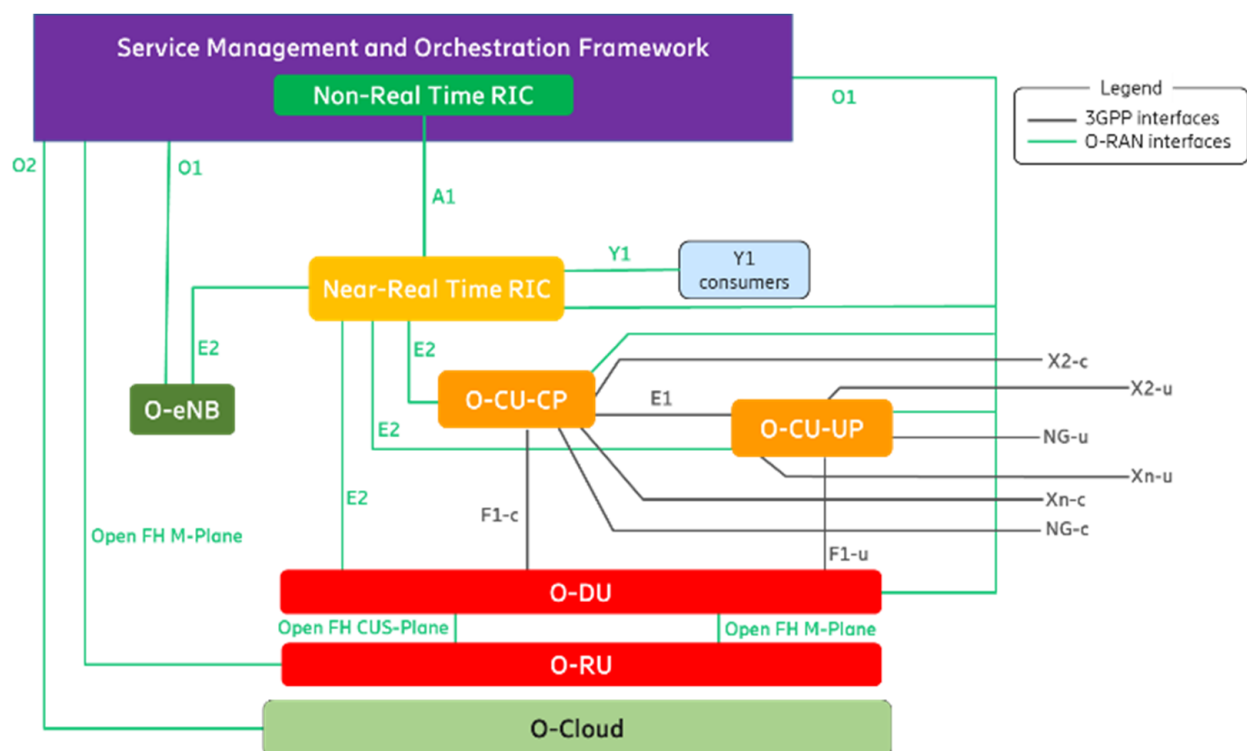 Service Management and Orchestration Framework
Non-Real Time RIC
O1
Legend
3GPP interfaces
O-RAN interfaces
O2
O1
A1
Y1
Y1
consumers
Near-Real Time RIC
E2
E2
X2-c
X2-u
O-eNB
O-CU-CP
E1
O-CU-UP
E2
NG-u
Xn-u
E2
Xn-c
F1-c
NG-c
Open FH M-Plane
F1-u
O-DU
Open FH CUS-Plane
Open FH M-Plane
O-RU
O-Cloud